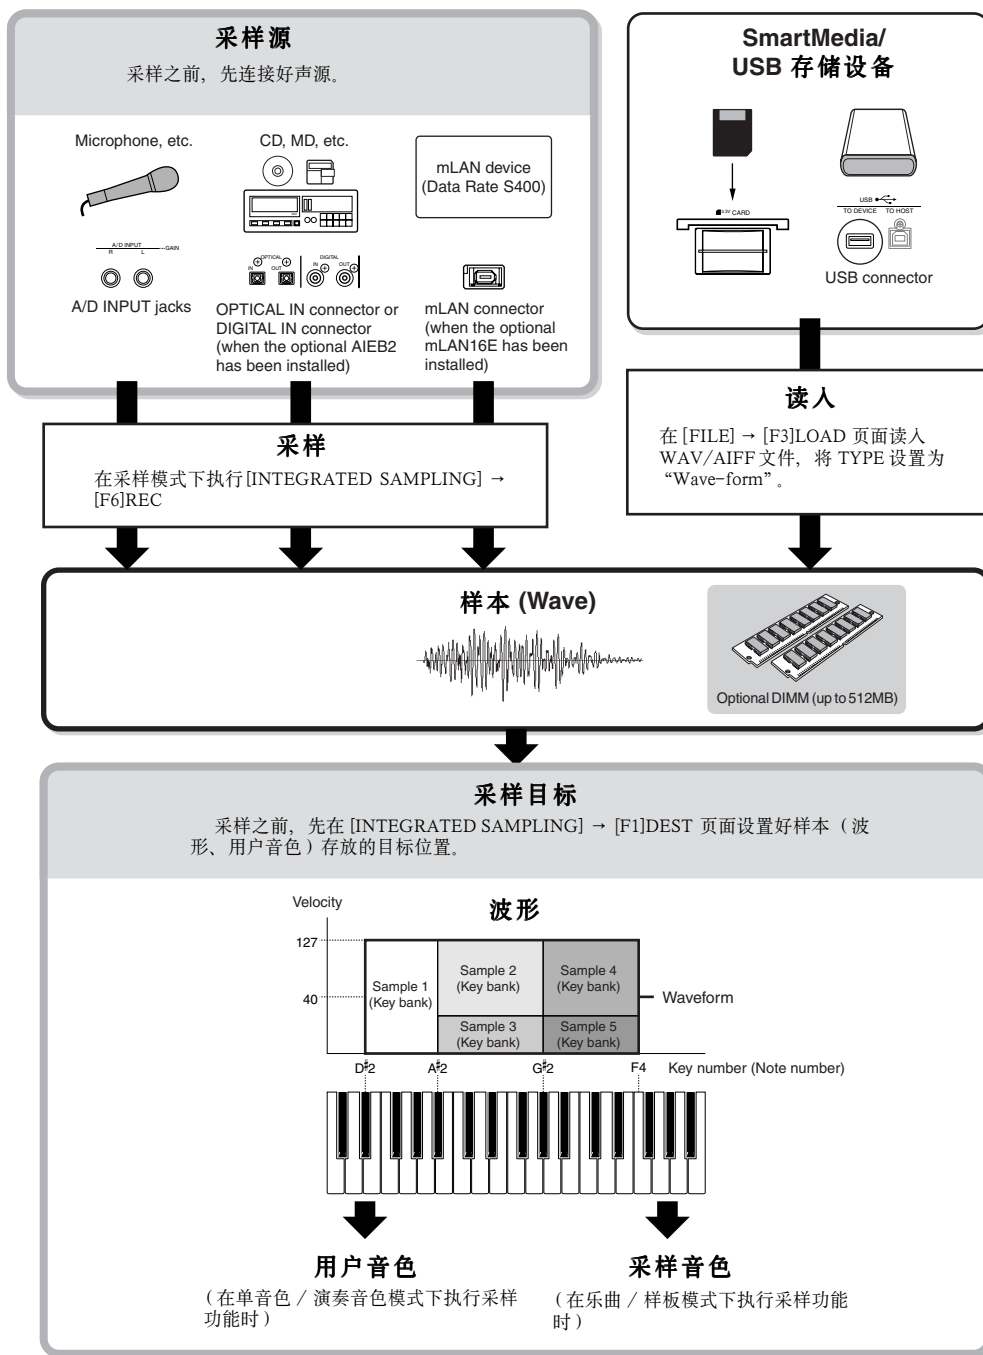 采样源
采样之前，先连接好声源。
Microphone, etc.
A/D INPUT
R L
GAIN
A/D INPUT jacks
CD, MD, etc.
OPTICAL
IN OUT
DIGITAL
IN OUT
OPTICAL IN connector or
DIGITAL IN connector
(when the optional AIEB2
has been installed)
mLAN device
(Data Rate S400)
mLAN connector
(when the optional
mLAN16E has been
installed)
SmartMedia/
USB 存储设备
3.3V CARD
USB
TO DEVICE TO HOST
USB connector
采样
在采样模式下执行[INTEGRATED SAMPLING] →
[F6]REC
读入
在 [FILE] → [F3]LOAD 页面读入
WAV/AIFF 文件，将 TYPE 设置为
“Wave-form”。
样本 (Wave)
Optional DIMM (up to 512MB)
采样目标
采样之前，先在 [INTEGRATED SAMPLING] → [F1]DEST 页面设置好样本（波
形、用户音色）存放的目标位置。
波形
Velocity
127
40
Sample 1
(Key bank)
Sample 2
(Key bank)
Sample 3
(Key bank)
Sample 4
(Key bank)
Sample 5
(Key bank)
Waveform
D♯2 A♯2 G♯2 F4 Key number (Note number)
用户音色
（在单音色 / 演奏音色模式下执行采样
功能时）
采样音色
（在乐曲 / 样板模式下执行采样功能
时）